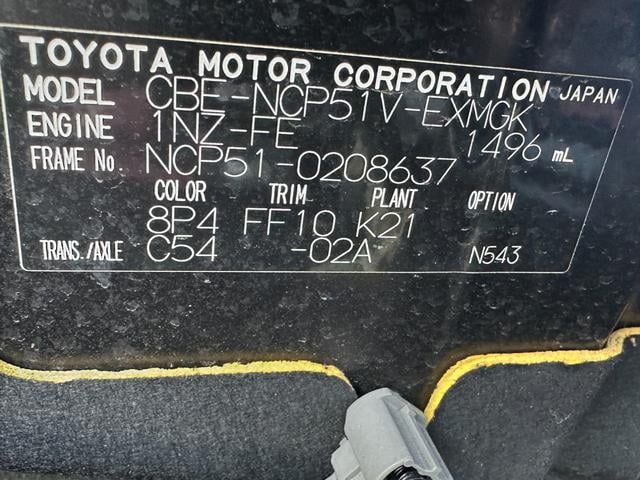 TOYOTA MOTOR CORPORATION JAPAN
MODEL CBE-NCP51V-EXMGK
ENGINE 1NZ-FE 1496 mL
FRAME No. NCP51-0208637
COLOR TRIM PLANT OPTION
8P4 FF10 K21
TRANS./AXLE C54 -02A N543